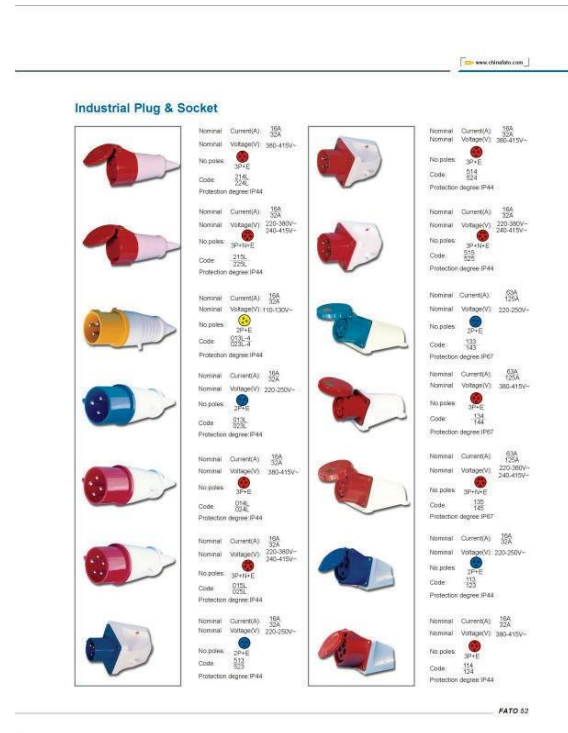 www.chinafato.com
Industrial Plug & Socket
Nominal Current(A): 16A 32A
Nominal Voltage(V): 380-415V~
No.poles: 3P+E
Code: 214L 224L
Protection degree:IP44
Nominal Current(A): 16A 32A
Nominal Voltage(V): 220-380V~ 240-415V~
No.poles: 3P+N+E
Code: 215L 225L
Protection degree:IP44
Nominal Current(A): 16A 32A
Nominal Voltage(V): 110-130V~
No.poles: 2P+E
Code: 013L-4 023L-4
Protection degree:IP44
Nominal Current(A): 16A 32A
Nominal Voltage(V): 220-250V~
No.poles: 2P+E
Code: 013L 023L
Protection degree:IP44
Nominal Current(A): 16A 32A
Nominal Voltage(V): 380-415V~
No.poles: 3P+E
Code: 014L 024L
Protection degree:IP44
Nominal Current(A): 16A 32A
Nominal Voltage(V): 220-380V~ 240-415V~
No.poles: 3P+N+E
Code: 015L 025L
Protection degree:IP44
Nominal Current(A): 16A 32A
Nominal Voltage(V): 220-250V~
No.poles: 2P+E
Code: 513 523
Protection degree:IP44
Nominal Current(A): 16A 32A
Nominal Voltage(V): 380-415V~
No.poles: 3P+E
Code: 514 524
Protection degree:IP44
Nominal Current(A): 16A 32A
Nominal Voltage(V): 220-380V~ 240-415V~
No.poles: 3P+N+E
Code: 515 525
Protection degree:IP44
Nominal Current(A): 63A 125A
Nominal Voltage(V): 220-250V~
No.poles: 2P+E
Code: 133 143
Protection degree:IP67
Nominal Current(A): 63A 125A
Nominal Voltage(V): 380-415V~
No.poles: 3P+E
Code: 134 144
Protection degree:IP67
Nominal Current(A): 63A 125A
Nominal Voltage(V): 220-380V~ 240-415V~
No.poles: 3P+N+E
Code: 135 145
Protection degree:IP67
Nominal Current(A): 16A 32A
Nominal Voltage(V): 220-250V~
No.poles: 2P+E
Code: 113 123
Protection degree:IP44
Nominal Current(A): 16A 32A
Nominal Voltage(V): 380-415V~
No.poles: 3P+E
Code: 114 124
Protection degree:IP44
FATO 52